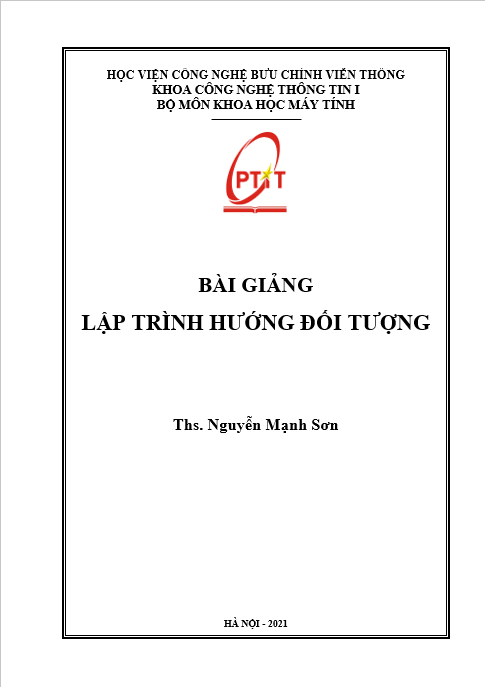 HỌC VIỆN CÔNG NGHỆ BƯU CHÍNH VIỄN THÔNG
KHOA CÔNG NGHỆ THÔNG TIN I
BỘ MÔN KHOA HỌC MÁY TÍNH
PTIT
BÀI GIẢNG
LẬP TRÌNH HƯỚNG ĐỐI TƯỢNG
Ths. Nguyễn Mạnh Sơn
HÀ NỘI - 2021